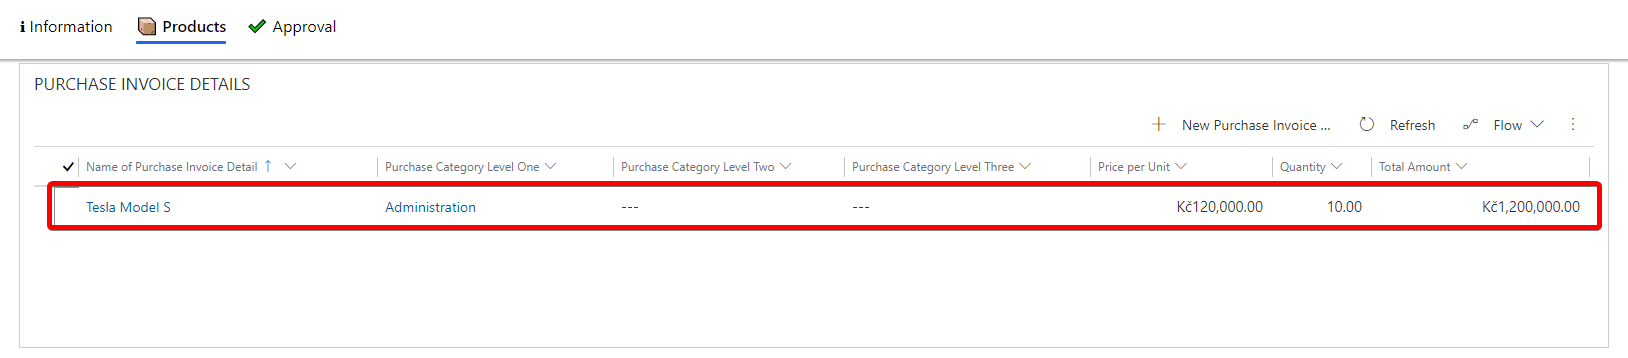 Information Products Approval
PURCHASE INVOICE DETAILS
New Purchase Invoice ... Refresh Flow
Name of Purchase Invoice Detail ↑ Purchase Category Level One Purchase Category Level Two Purchase Category Level Three Price per Unit Quantity Total Amount
Tesla Model S Administration --- --- Kč120,000.00 10.00 Kč1,200,000.00